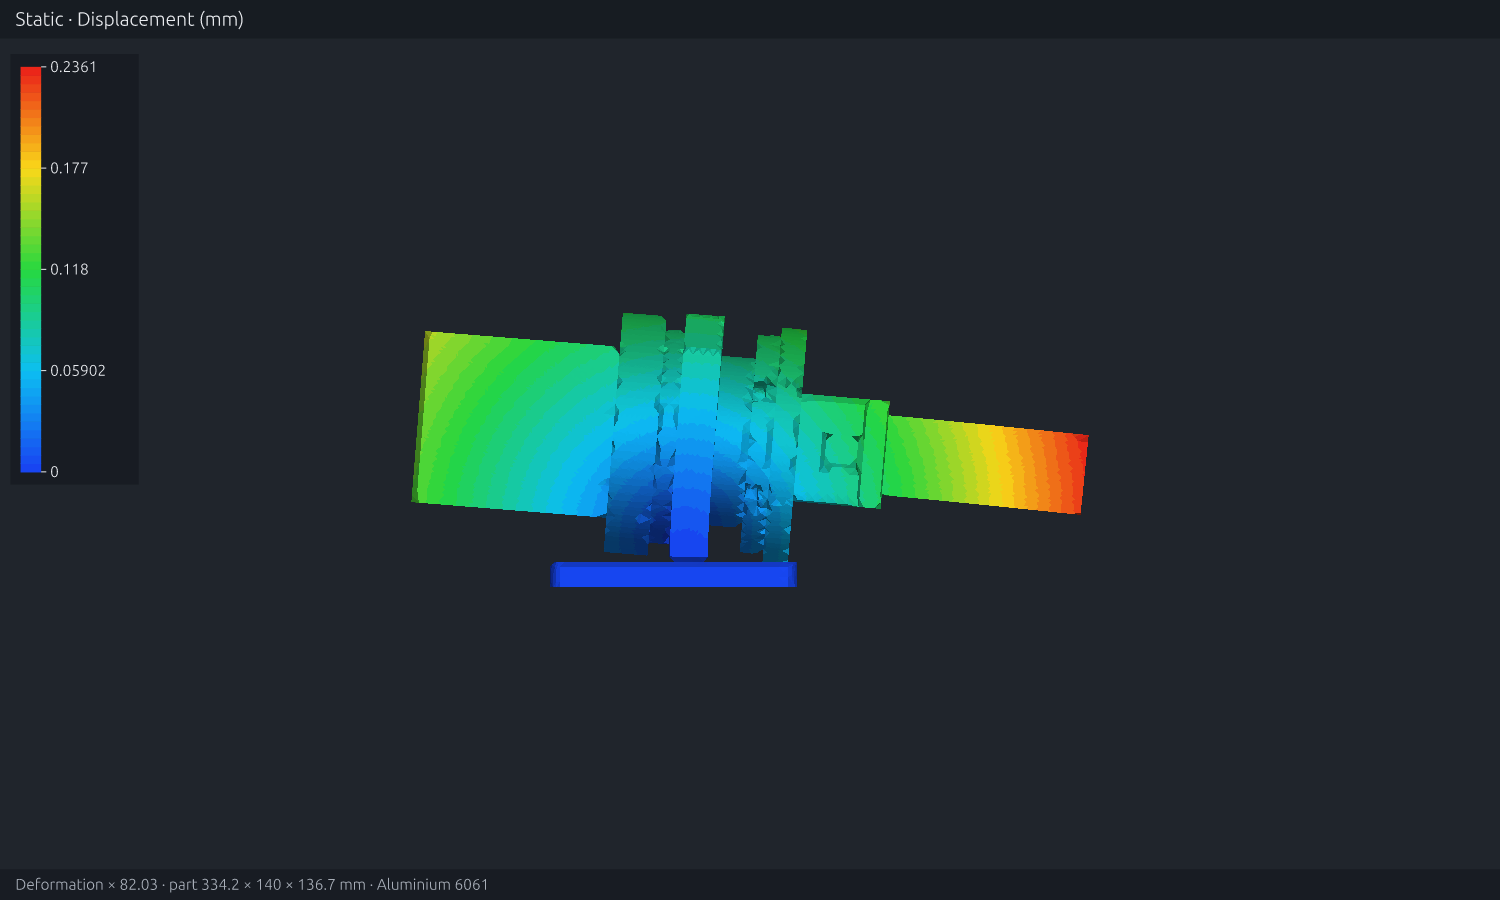 Static · Displacement (mm)
0.2361
0.177
0.118
0.05902
0
Deformation × 82.03 · part 334.2 × 140 × 136.7 mm · Aluminium 6061